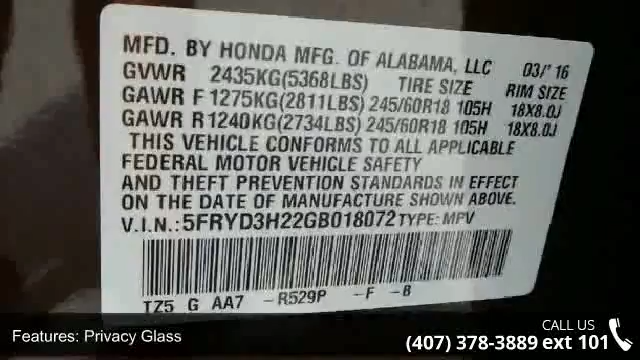 MFD. BY HONDA MFG. OF ALABAMA, LLC 03/'16
GVWR 2435KG(5368LBS) TIRE SIZE RIM SIZE
GAWR F 1275KG(2811LBS) 245/60R18 105H 18X8.0J
GAWR R 1240KG(2734LBS) 245/60R18 105H 18X8.0J
THIS VEHICLE CONFORMS TO ALL APPLICABLE
FEDERAL MOTOR VEHICLE SAFETY
AND THEFT PREVENTION STANDARDS IN EFFECT
ON THE DATE OF MANUFACTURE SHOWN ABOVE.
V.I.N.: 5FRYD3H22GB018072 TYPE: MPV
TZ5 G AA7 -R529P -F -B
Features: Privacy Glass
CALL US
(407) 378-3889 ext 101